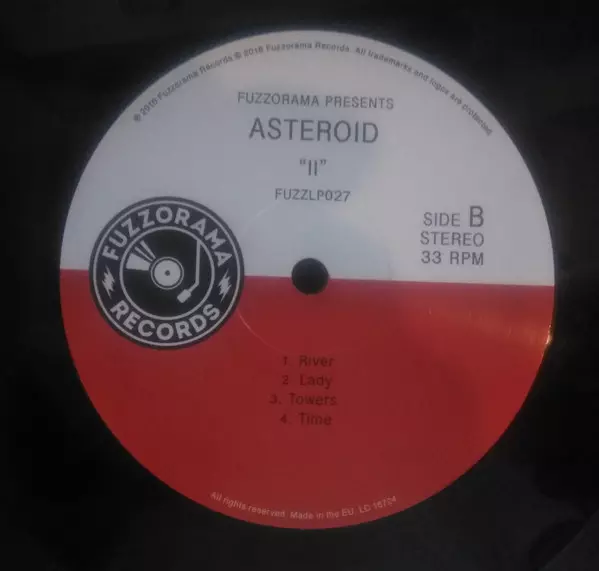 ℗ 2010 Fuzzorama Records © 2018 Fuzzorama Records. All trademarks and logos are protected.
FUZZORAMA PRESENTS
ASTEROID
"II"
FUZZLP027
SIDE B
STEREO
33 RPM
FUZZORAMA
RECORDS
1. River
2. Lady
3. Towers
4. Time
All rights reserved. Made in the EU. LC 16724